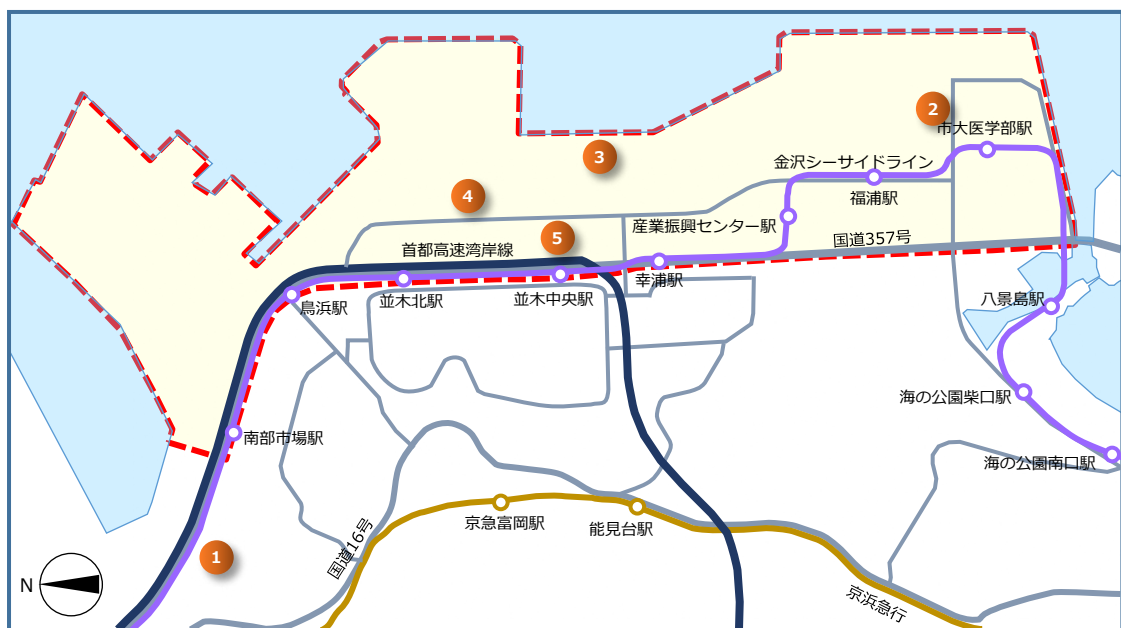 2
市大医学部駅
3
金沢シーサイドライン
福浦駅
4
産業振興センター駅
5
国道357号
首都高速湾岸線
幸浦駅
鳥浜駅
並木北駅
並木中央駅
八景島駅
海の公園柴口駅
南部市場駅
海の公園南口駅
京急富岡駅
能見台駅
国道16号
1
N
京浜急行